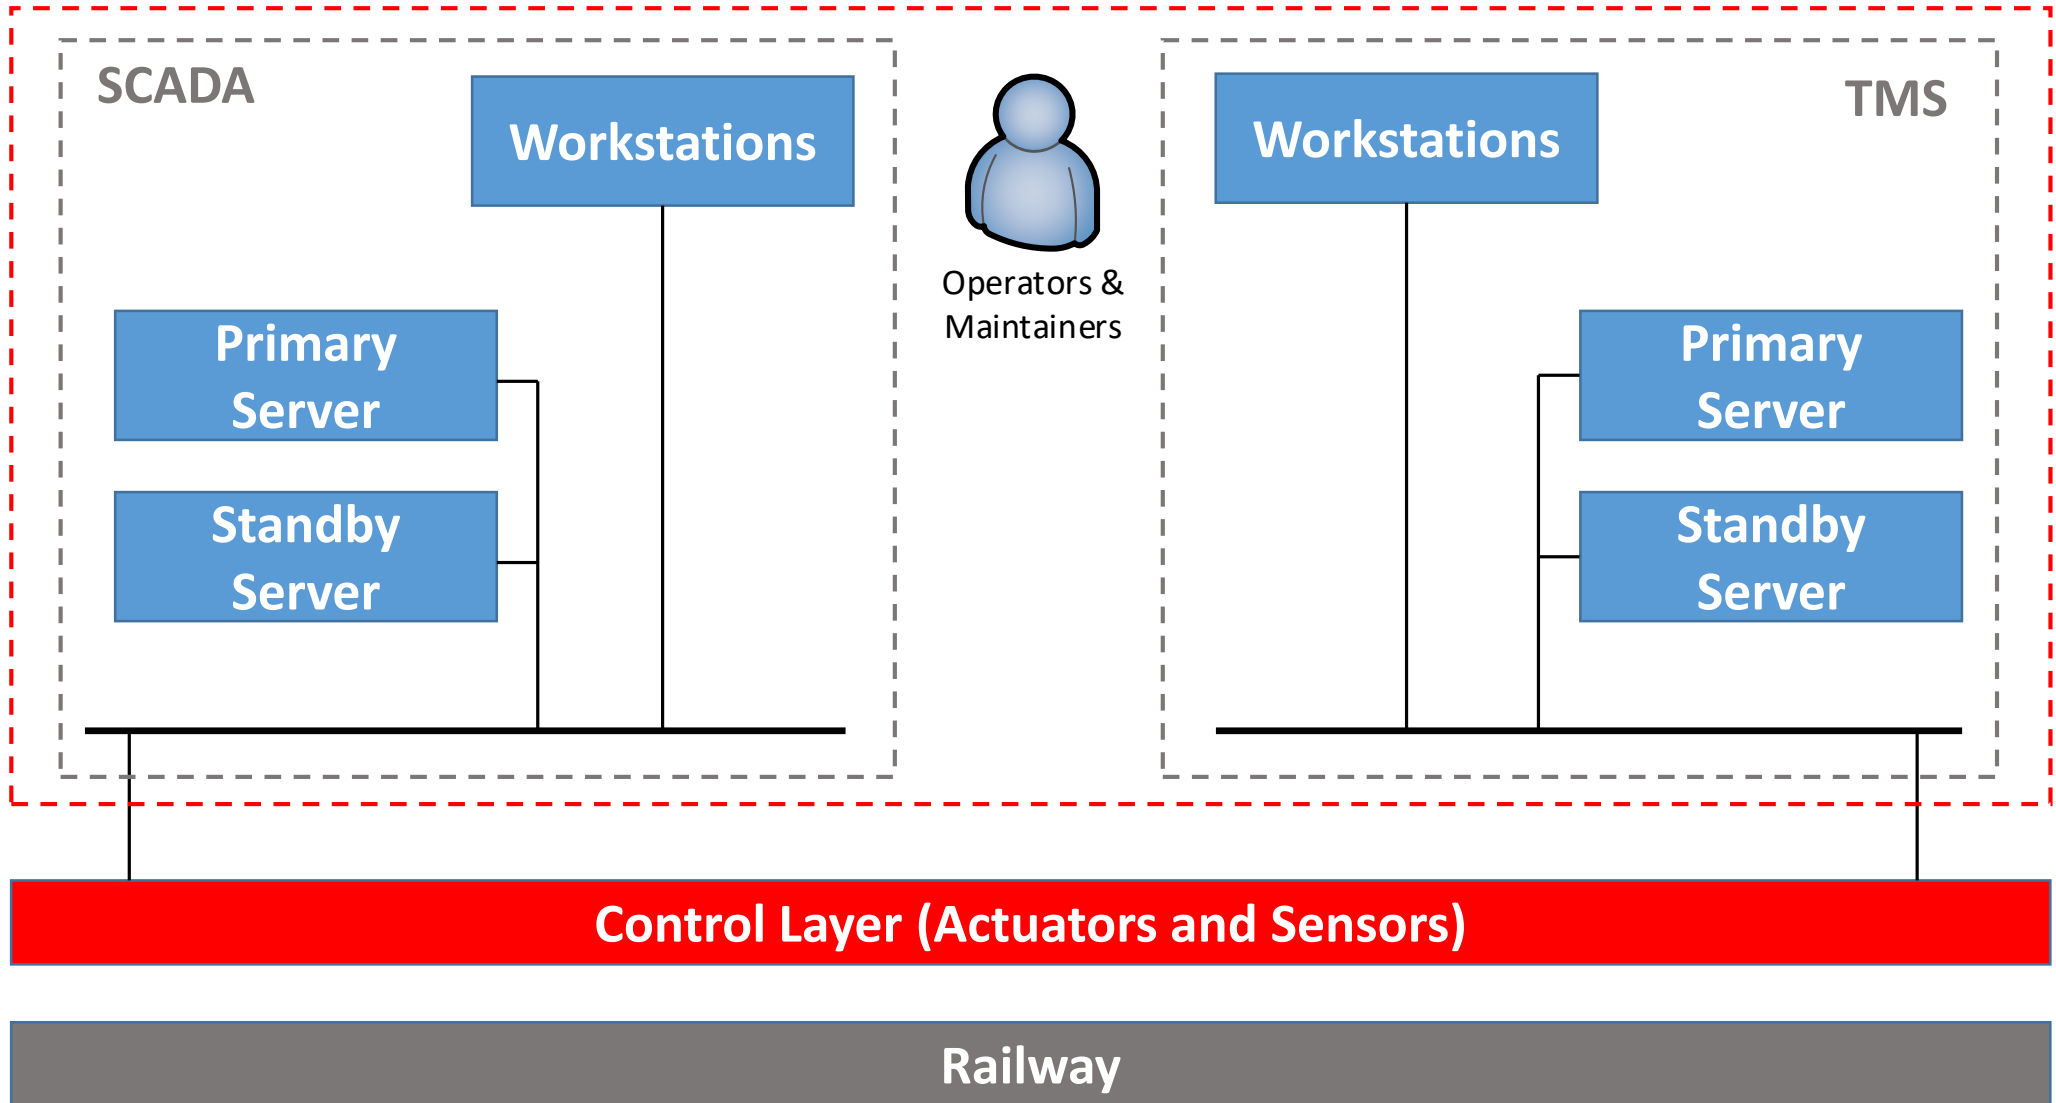 SCADA
Workstations
Primary
Server
Standby
Server
Operators &
Maintainers
TMS
Workstations
Primary
Server
Standby
Server
Control Layer (Actuators and Sensors)
Railway